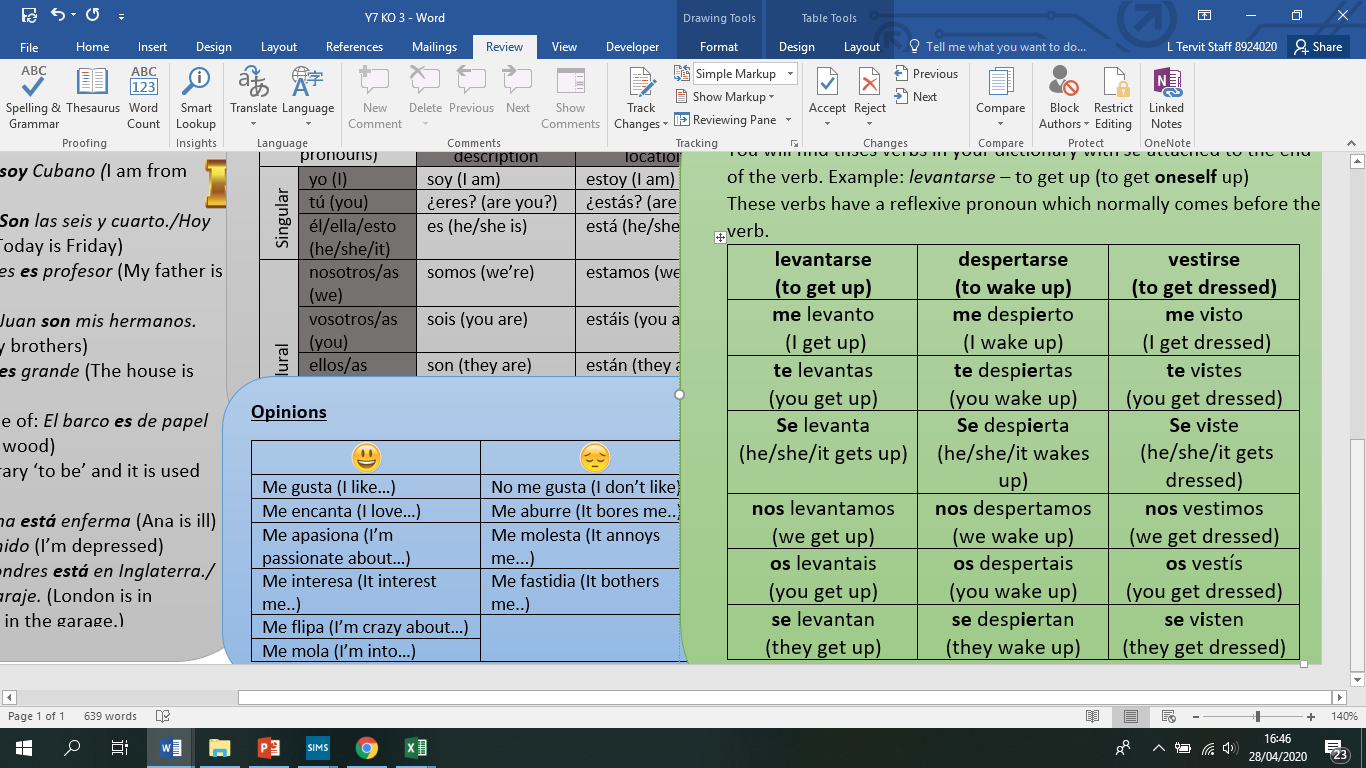 Y7 KO 3 - Word
Drawing Tools
Table Tools
File
Home
Insert
Design
Layout
References
Mailings
Review
View
Developer
Format
Design
Layout
Tell me what you want to do...
L Tervit Staff 8924020
Share
Spelling & Grammar
Thesaurus
Word Count
Smart Lookup
Translate
Language
New Comment
Delete
Previous
Next
Show Comments
Track Changes
Simple Markup
Show Markup
Reviewing Pane
Accept
Reject
Previous
Next
Compare
Block Authors
Restrict Editing
Linked Notes
Proofing
Insights
Language
Comments
Tracking
Changes
Compare
Protect
OneNote
soy Cubano (I am from
Son las seis y cuarto./Hoy
Today is Friday)
es es profesor (My father is
Juan son mis hermanos.
y brothers)
es grande (The house is
e of: El barco es de papel
wood)
rary ‘to be’ and it is used
na está enferma (Ana is ill)
nido (I’m depressed)
ondres está en Inglaterra./
araje. (London is in
in the garage.)
pronouns)
description
location
Singular
yo (I)
soy (I am)
estoy (I am)
tú (you)
¿eres? (are you?)
¿estás? (are
él/ella/esto
(he/she/it)
es (he/she is)
está (he/she
lural
nosotros/as
(we)
somos (we’re)
estamos (we
vosotros/as
(you)
sois (you are)
estáis (you a
ellos/as
son (they are)
están (they a
Opinions
Me gusta (I like…)
No me gusta (I don’t like)
Me encanta (I love…)
Me aburre (It bores me..)
Me apasiona (I’m
passionate about…)
Me molesta (It annoys
me…)
Me interesa (It interest
me..)
Me fastidia (It bothers
me..)
Me flipa (I’m crazy about…)
Me mola (I’m into…)
You will find thses verbs in your dictionary with se attached to the end
of the verb. Example: levantarse – to get up (to get oneself up)
These verbs have a reflexive pronoun which normally comes before the
verb.
levantarse
(to get up)
despertarse
(to wake up)
vestirse
(to get dressed)
me levanto
(I get up)
me despierto
(I wake up)
me visto
(I get dressed)
te levantas
(you get up)
te despiertas
(you wake up)
te vistes
(you get dressed)
Se levanta
(he/she/it gets up)
Se despierta
(he/she/it wakes
up)
Se viste
(he/she/it gets
dressed)
nos levantamos
(we get up)
nos despertamos
(we wake up)
nos vestimos
(we get dressed)
os levantais
(you get up)
os despertais
(you wake up)
os vestís
(you get dressed)
se levantan
(they get up)
se despiertan
(they wake up)
se visten
(they get dressed)
Page 1 of 1
639 words
140%
SIMS
16:46
28/04/2020
23